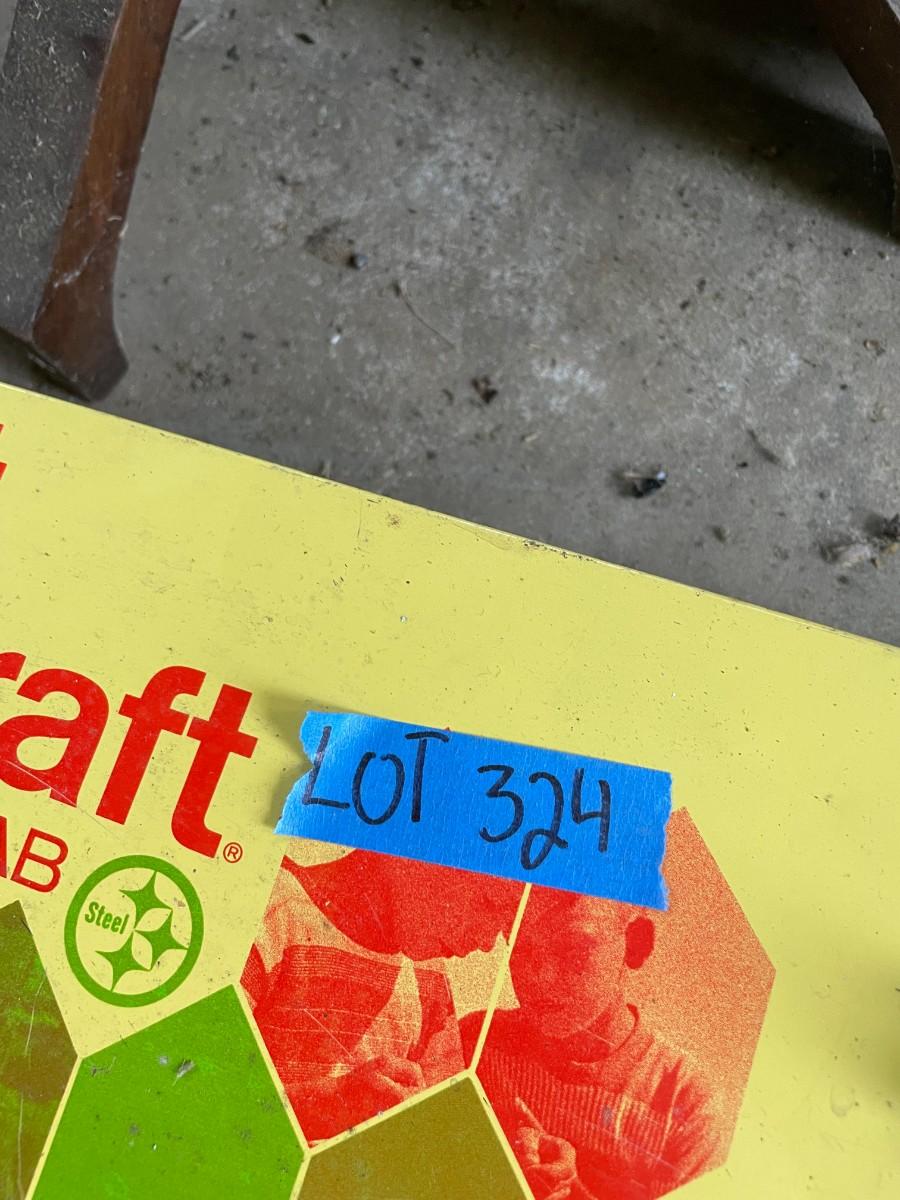 raft®
AB
Steel
LOT 324